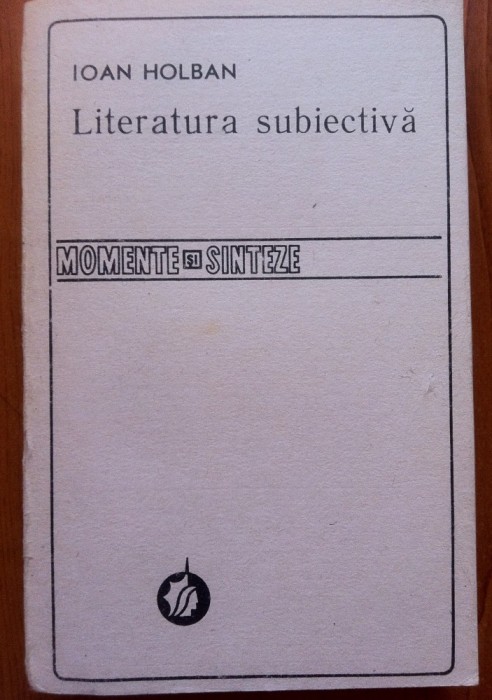 IOAN HOLBAN
Literatura subiectivă
MOMENTE ȘI SINTEZE